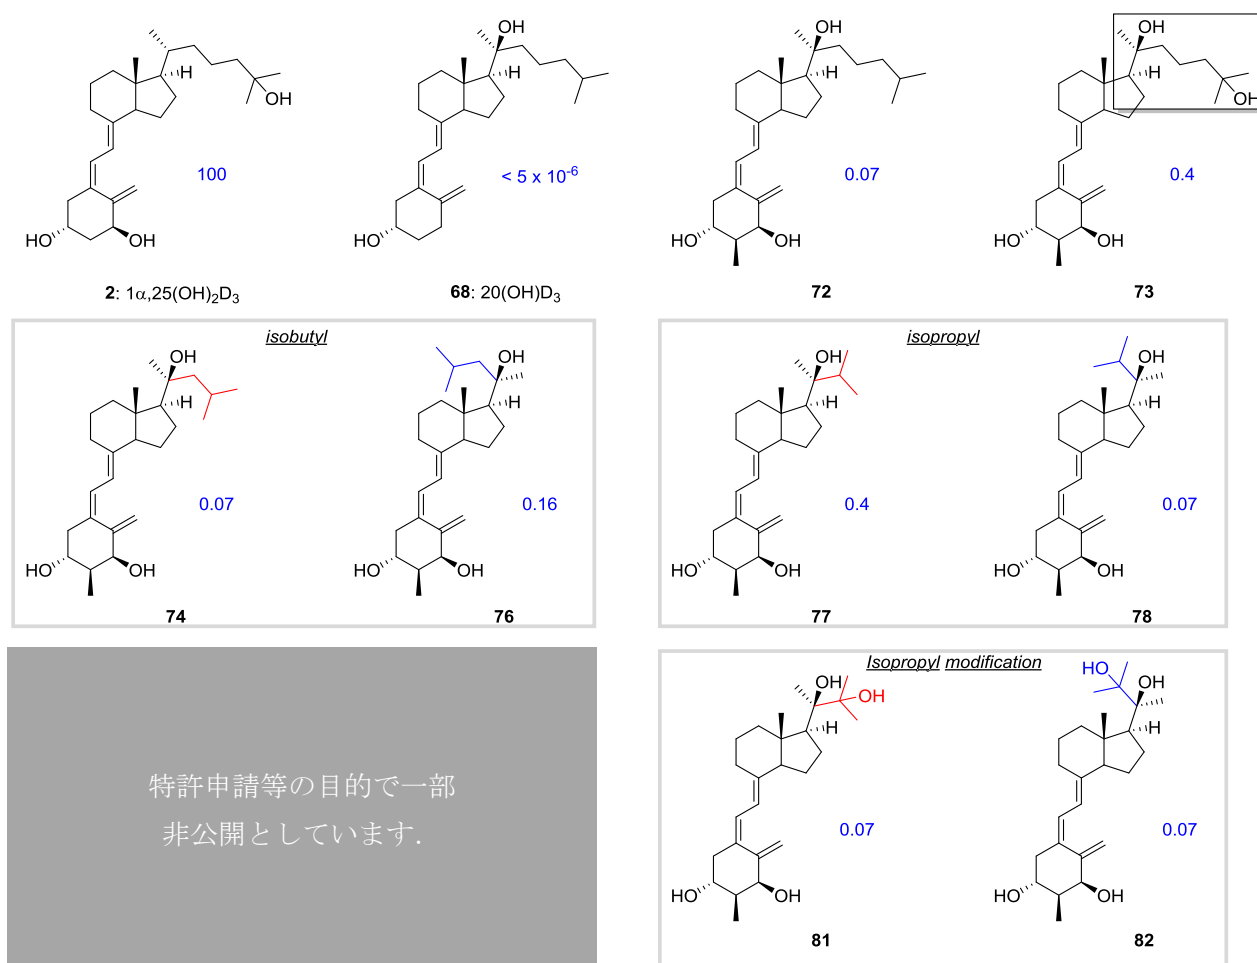 OH
HO
OH
100
2: 1α,25(OH)₂D₃
OH
H
HO
< 5 x 10⁻⁶
68: 20(OH)D₃
OH
H
HO
OH
0.07
72
OH
H
OH
HO
OH
0.4
73
isobutyl
OH
H
HO
OH
0.07
74
OH
H
HO
OH
0.16
76
isopropyl
OH
H
HO
OH
0.4
77
OH
H
HO
OH
0.07
78
特許申請等の目的で一部
非公開としています.
Isopropyl modification
OH
OH
H
HO
OH
0.07
81
HO
OH
H
HO
OH
0.07
82